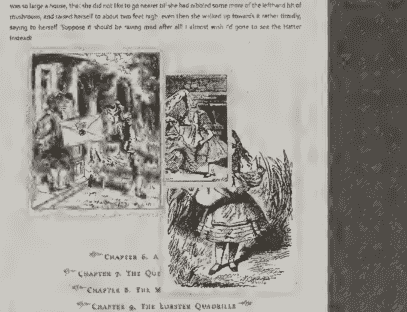 was so large a house, that she did not like to go nearer till she had nibbled some more of the lefthand bit of
mushroom, and raised herself to about two feet high: even then she walked up towards it rather timidly,
saying to herself 'Suppose it should be raving mad after all! I almost wish I'd gone to see the Hatter
instead!'
CHAPTER 6. A
CHAPTER 7. THE QUE
CHAPTER 8. THE M
CHAPTER 9. THE LOBSTER QUADRILLE